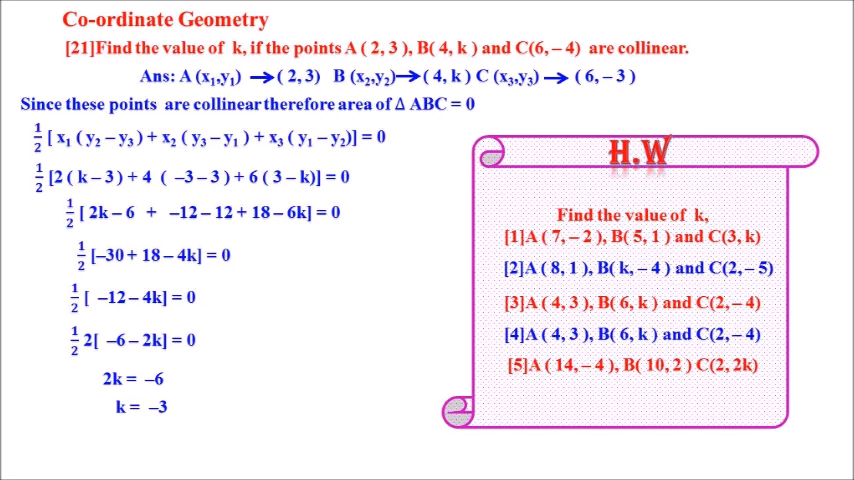 Co-ordinate Geometry
[21]Find the value of k, if the points A ( 2, 3 ), B( 4, k ) and C(6, – 4) are collinear.
Ans: A (x₁,y₁) → ( 2, 3) B (x₂,y₂)→ ( 4, k ) C (x₃,y₃) → ( 6, – 3 )
Since these points are collinear therefore area of Δ ABC = 0
½ [ x₁ ( y₂ – y₃ ) + x₂ ( y₃ – y₁ ) + x₃ ( y₁ – y₂)] = 0
½ [2 ( k – 3 ) + 4 ( –3 – 3 ) + 6 ( 3 – k)] = 0
½ [ 2k – 6 + –12 – 12 + 18 – 6k] = 0
½ [–30 + 18 – 4k] = 0
½ [ –12 – 4k] = 0
½ 2[ –6 – 2k] = 0
2k = –6
k = –3
H.W
Find the value of k,
[1]A ( 7, – 2 ), B( 5, 1 ) and C(3, k)
[2]A ( 8, 1 ), B( k, – 4 ) and C(2, – 5)
[3]A ( 4, 3 ), B( 6, k ) and C(2, – 4)
[4]A ( 4, 3 ), B( 6, k ) and C(2, – 4)
[5]A ( 14, – 4 ), B( 10, 2 ) C(2, 2k)